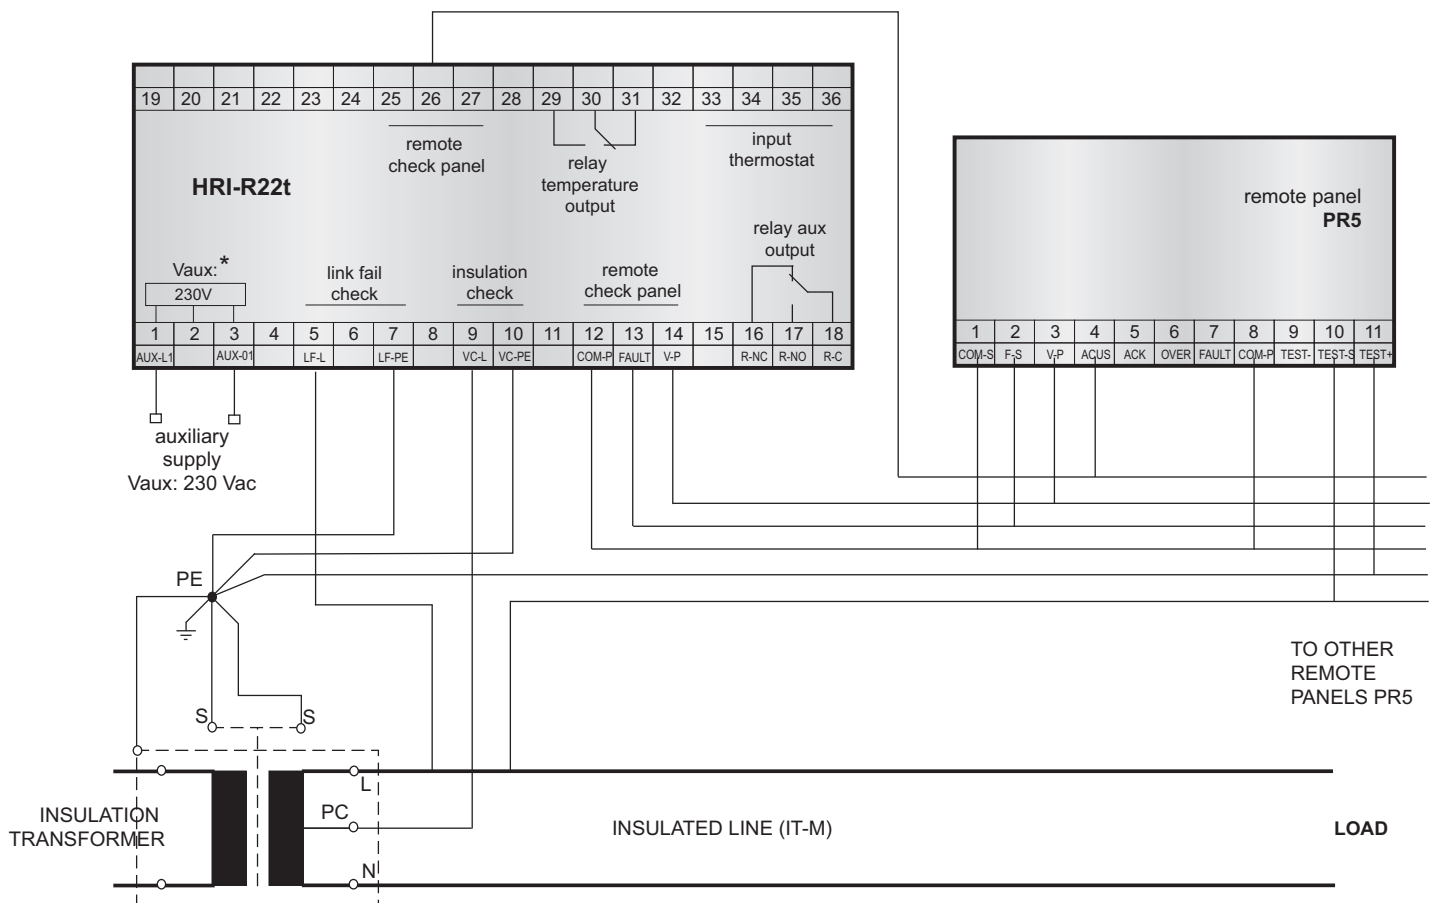 19 20 21 22 23 24 25 26 27 28 29 30 31 32 33 34 35 36
remote
check panel
relay
temperature
output
input
thermostat
HRI-R22t
relay aux
output
Vaux: *
230V
link fail
check
insulation
check
remote
check panel
1 2 3 4 5 6 7 8 9 10 11 12 13 14 15 16 17 18
AUX-L1 AUX-01 LF-L LF-PE VC-L VC-PE COM-P FAULT V-P R-NC R-NO R-C
remote panel
PR5
1 2 3 4 5 6 7 8 9 10 11
COM-S F-S V-P ACUS ACK OVER FAULT COM-P TEST- TEST-S TEST+
auxiliary
supply
Vaux: 230 Vac
PE
TO OTHER
REMOTE
PANELS PR5
S S
L
INSULATION
TRANSFORMER
PC
INSULATED LINE (IT-M)
LOAD
N